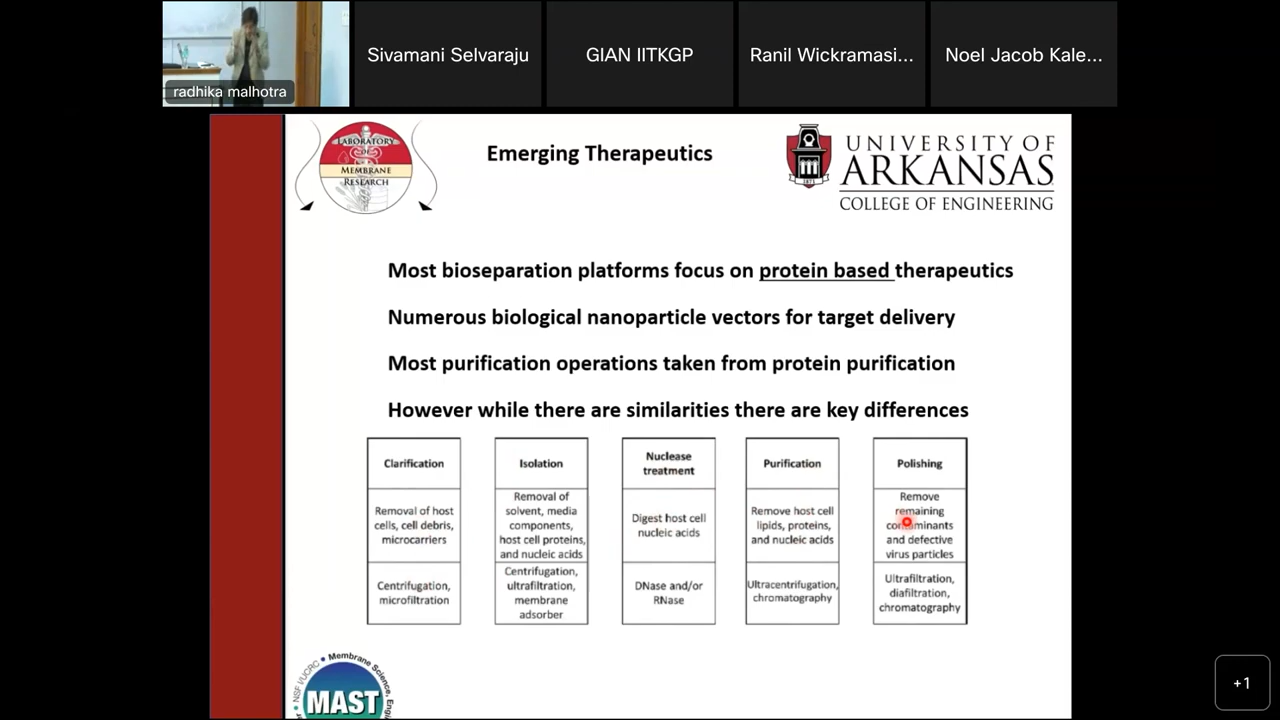 radhika malhotra
Sivamani Selvaraju
GIAN IITKGP
Ranil Wickramasi...
Noel Jacob Kale...
LABORATORY
OF
MEMBRANE
RESEARCH
Emerging Therapeutics
UNIVERSITY OF
ARKANSAS
COLLEGE OF ENGINEERING
1871
Most bioseparation platforms focus on protein based therapeutics
Numerous biological nanoparticle vectors for target delivery
Most purification operations taken from protein purification
However while there are similarities there are key differences
Clarification
Removal of host
cells, cell debris,
microcarriers
Centrifugation,
microfiltration
Isolation
Removal of
solvent, media
components,
host cell proteins,
and nucleic acids
Centrifugation,
ultrafiltration,
membrane
adsorber
Nuclease
treatment
Digest host cell
nucleic acids
DNase and/or
RNase
Purification
Remove host cell
lipids, proteins,
and nucleic acids
Ultracentrifugation,
chromatography
Polishing
Remove
remaining
contaminants
and defective
virus particles
Ultrafiltration,
diafiltration,
chromatography
NSF I/UCRC • Membrane Science,
MAST
+1